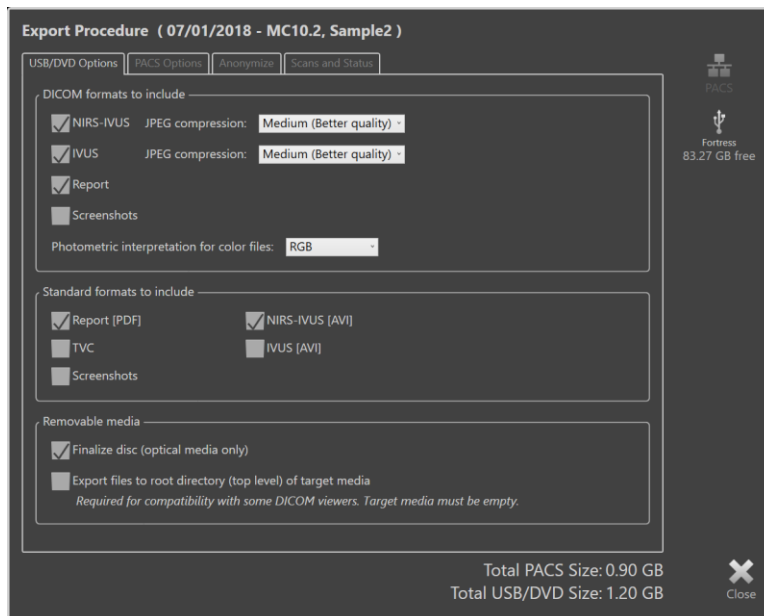 Export Procedure ( 07/01/2018 - MC10.2, Sample2 )
USB/DVD Options PACS Options Anonymize Scans and Status
PACS
Fortress
83.27 GB free
DICOM formats to include
NIRS-IVUS JPEG compression: Medium (Better quality)
IVUS JPEG compression: Medium (Better quality)
Report
Screenshots
Photometric interpretation for color files: RGB
Standard formats to include
Report [PDF] NIRS-IVUS [AVI]
TVC IVUS [AVI]
Screenshots
Removable media
Finalize disc (optical media only)
Export files to root directory (top level) of target media
Required for compatibility with some DICOM viewers. Target media must be empty.
Total PACS Size: 0.90 GB
Total USB/DVD Size: 1.20 GB
Close